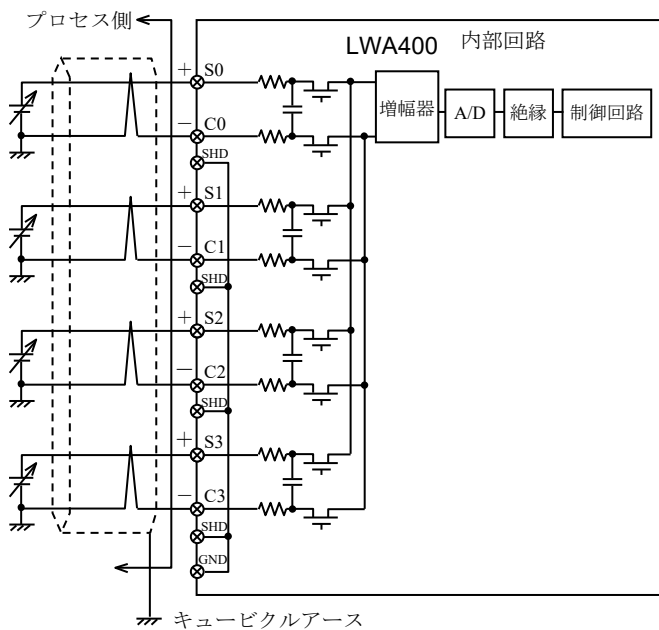 プロセス側
LWA400 内部回路
+ S0
− C0
SHD
増幅器
A/D
絶縁
制御回路
+ S1
− C1
SHD
+ S2
− C2
SHD
+ S3
− C3
SHD
GND
キュービクルアース